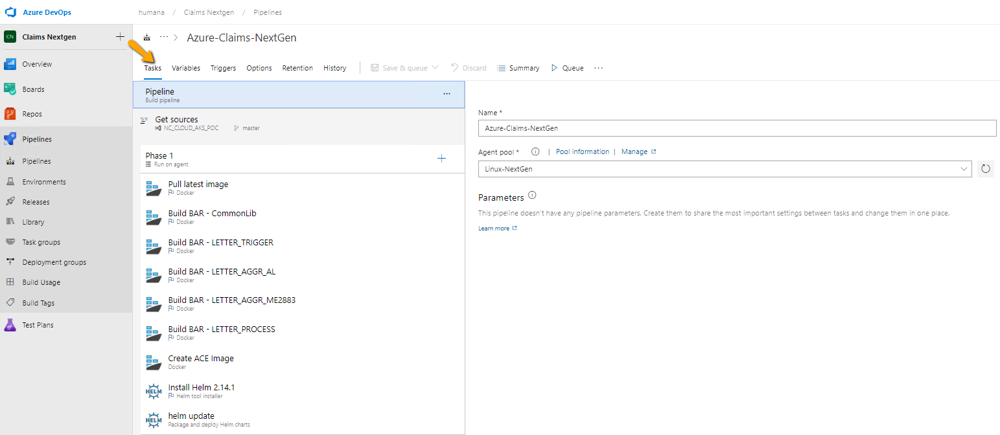 Azure DevOps
humana / Claims Nextgen / Pipelines
CN Claims Nextgen
Overview
Boards
Repos
Pipelines
Pipelines
Environments
Releases
Library
Task groups
Deployment groups
Build Usage
Build Tags
Test Plans
Azure-Claims-NextGen
Tasks Variables Triggers Options Retention History Save & queue Discard Summary Queue ...
Pipeline
Build pipeline
Get sources
NC_CLOUD_AKS_POC master
Phase 1
Run on agent
Pull latest image
Docker
Build BAR - CommonLib
Docker
Build BAR - LETTER_TRIGGER
Docker
Build BAR - LETTER_AGGR_AL
Docker
Build BAR - LETTER_AGGR_ME2883
Docker
Build BAR - LETTER_PROCESS
Docker
Create ACE Image
Docker
HELM Install Helm 2.14.1
Helm tool installer
HELM helm update
Package and deploy Helm charts
Name *
Azure-Claims-NextGen
Agent pool * | Pool information | Manage
Linux-NextGen
Parameters
This pipeline doesn't have any pipeline parameters. Create them to share the most important settings between tasks and change them in one place.
Learn more